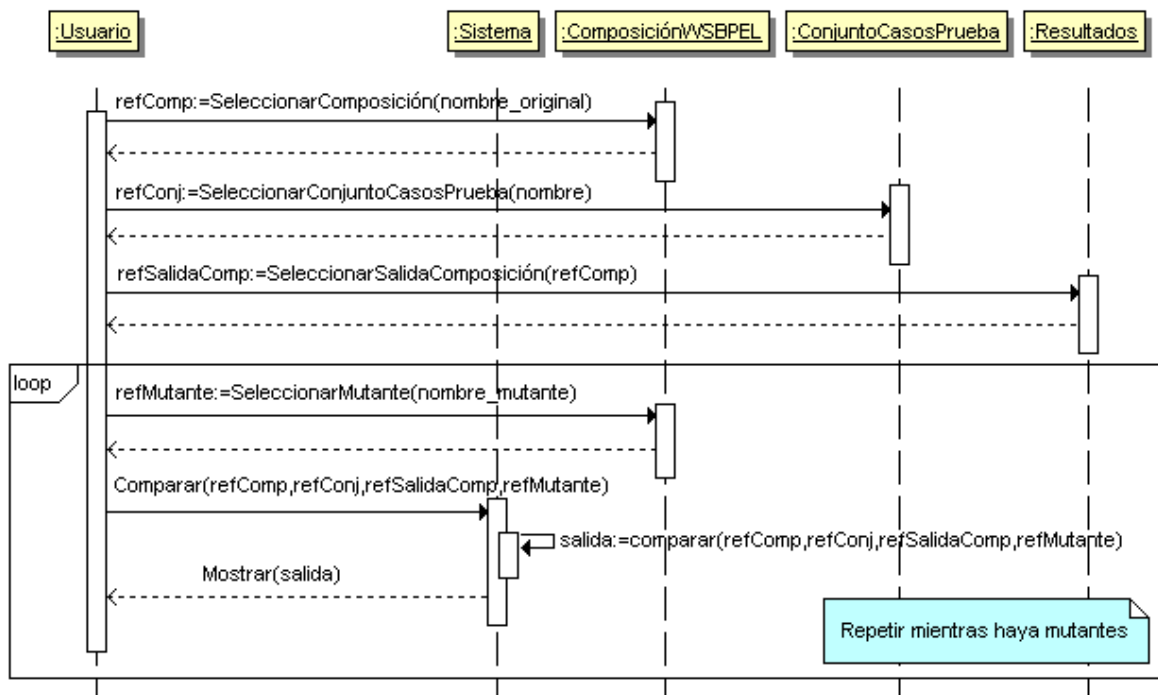 :Usuario
:Sistema
:ComposiciónWSBPEL
:ConjuntoCasosPrueba
:Resultados
refComp:=SeleccionarComposición(nombre_original)
refConj:=SeleccionarConjuntoCasosPrueba(nombre)
refSalidaComp:=SeleccionarSalidaComposición(refComp)
loop
refMutante:=SeleccionarMutante(nombre_mutante)
Comparar(refComp,refConj,refSalidaComp,refMutante)
salida:=comparar(refComp,refConj,refSalidaComp,refMutante)
Mostrar(salida)
Repetir mientras haya mutantes